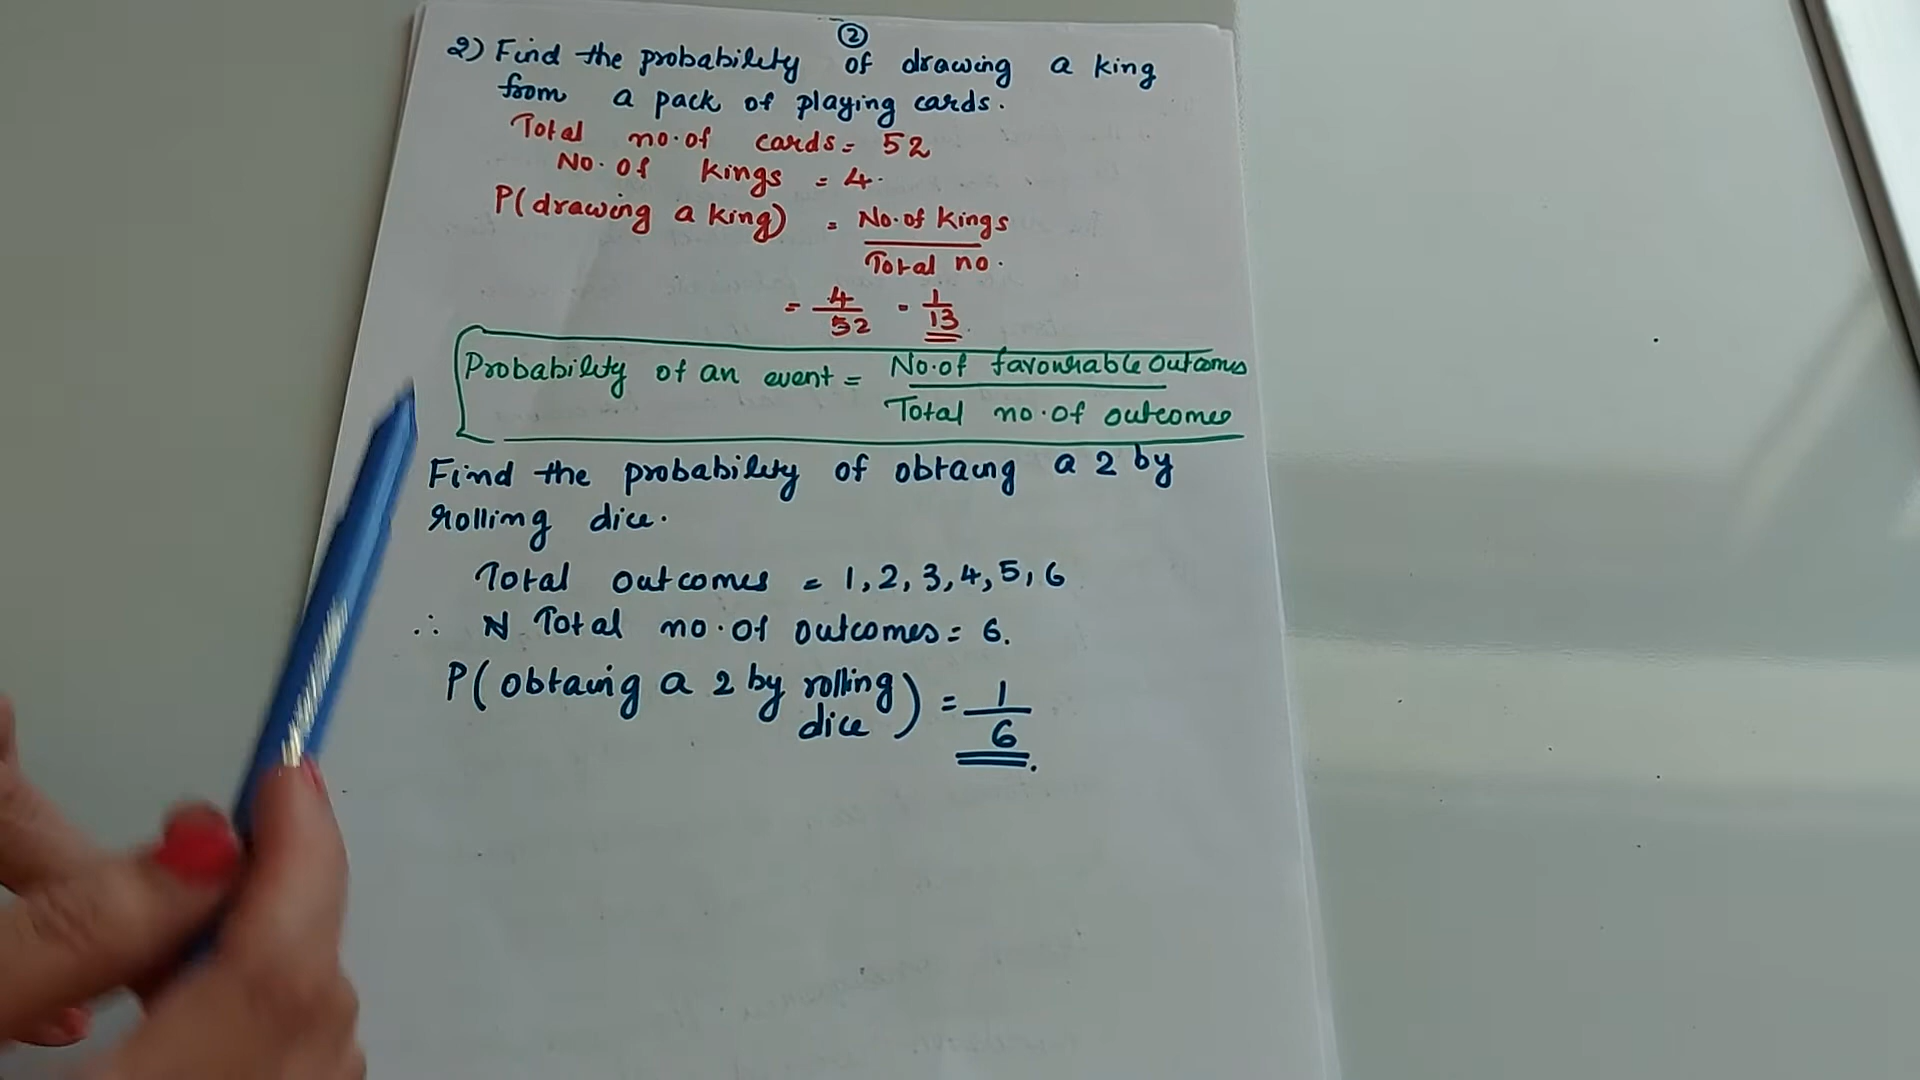 ②
2) Find the probability of drawing a king
from a pack of playing cards.
Total no. of cards = 52
No. Of kings = 4.
P(drawing a king) = No. of kings
Total no.
= 4/52 = 1/13
Probability of an event = No. of favourable outcomes
Total no. of outcomes
Find the probability of obtaing a 2 by
rolling dice.
Total outcomes = 1, 2, 3, 4, 5, 6
∴ N Total no. of outcomes = 6.
P(obtaing a 2 by rolling
dice) = 1/6.